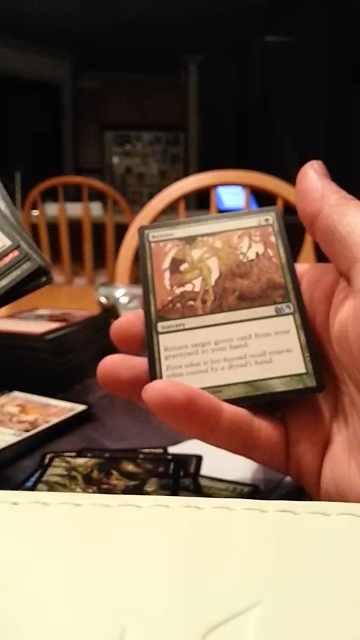 Revive
Sorcery
Return target green card from your
graveyard to your hand.
Even what is lost beyond recall returns
when coaxed by a dryad's hand.